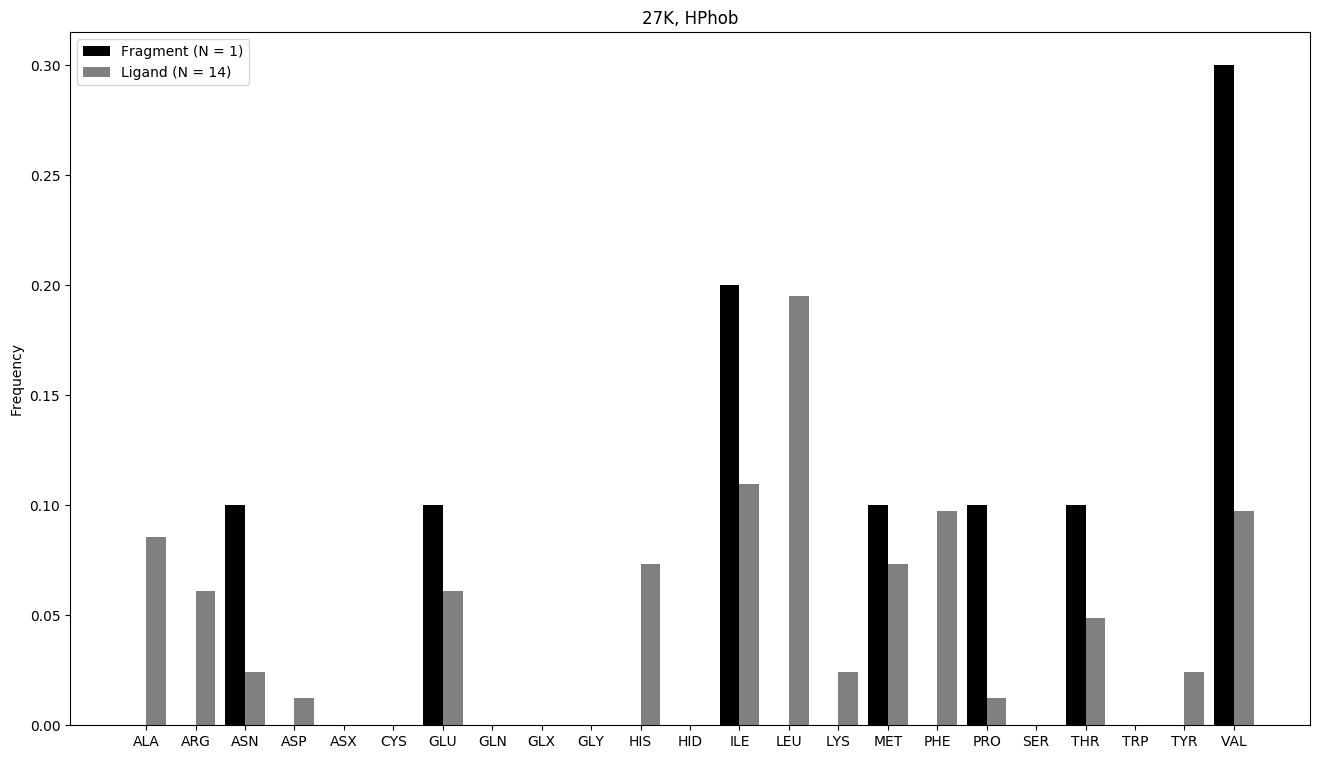 27K, HPhob
Fragment (N = 1)
Ligand (N = 14)
Frequency
0.30
0.25
0.20
0.15
0.10
0.05
0.00
ALA ARG ASN ASP ASX CYS GLU GLN GLX GLY HIS HID ILE LEU LYS MET PHE PRO SER THR TRP TYR VAL